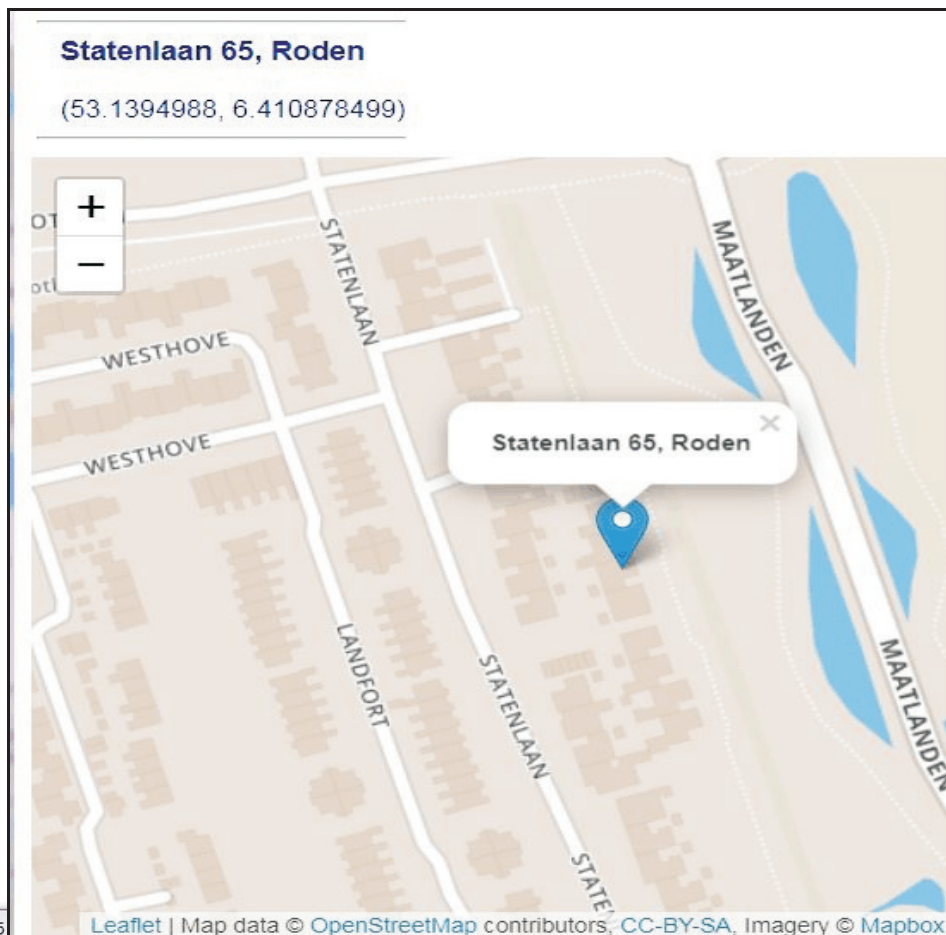 Statenlaan 65, Roden
(53.1394988, 6.410878499)
+
−
STATENLAAN
MAATLANDEN
WESTHOVE
WESTHOVE
Statenlaan 65, Roden ×
LANDFORT
STATENLAAN
MAATLANDEN
Leaflet | Map data © OpenStreetMap contributors, CC-BY-SA, Imagery © Mapbox